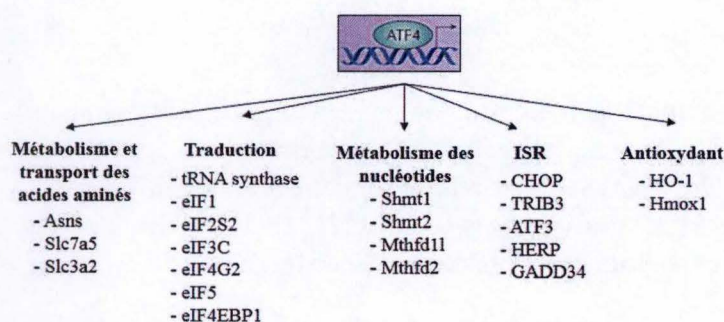 ATF4
Métabolisme et
transport des
acides aminés
- Asns
- Slc7a5
- Slc3a2
Traduction
- tRNA synthase
- eIF1
- eIF2S2
- eIF3C
- eIF4G2
- eIF5
- eIF4EBP1
Métabolisme des
nucléotides
- Shmt1
- Shmt2
- Mthfd1l
- Mthfd2
ISR
- CHOP
- TRIB3
- ATF3
- HERP
- GADD34
Antioxydant
- HO-1
- Hmox1